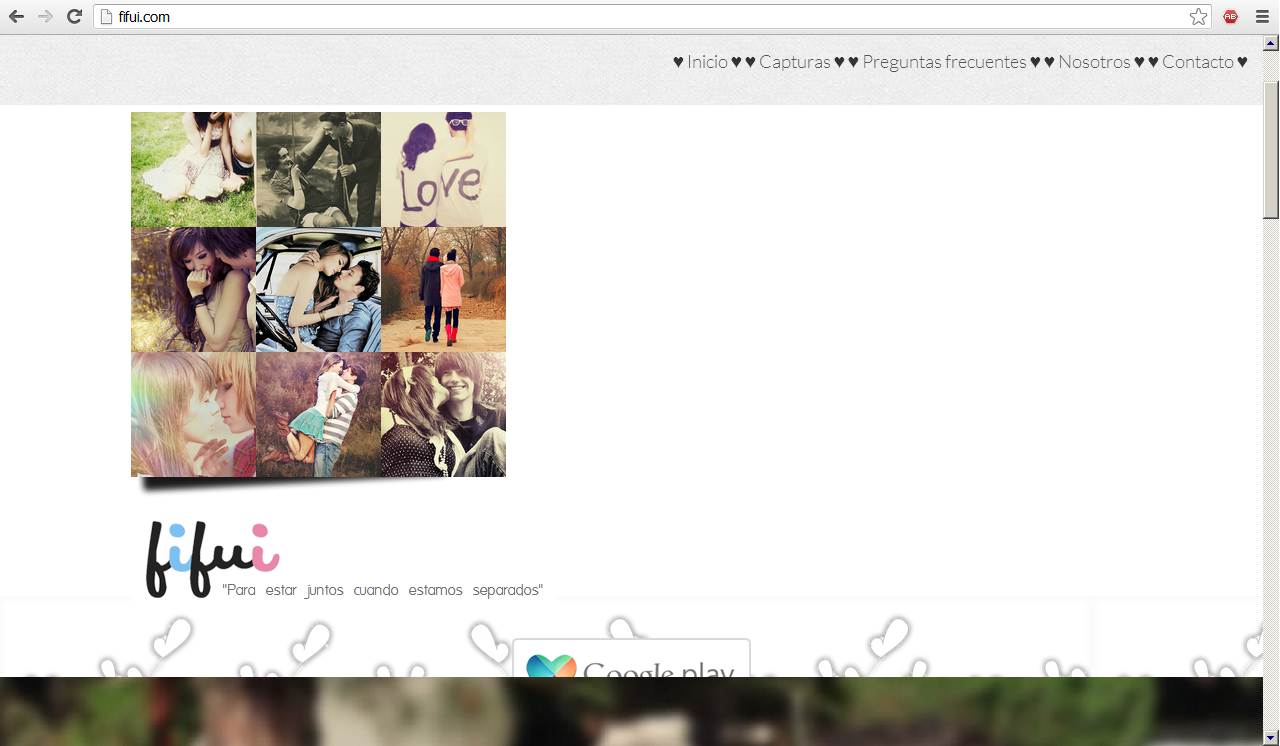 fifui.com
♥ Inicio ♥ ♥ Capturas ♥ ♥ Preguntas frecuentes ♥ ♥ Nosotros ♥ ♥ Contacto ♥
LOVE
fifui
"Para estar juntos cuando estamos separados"
Google play